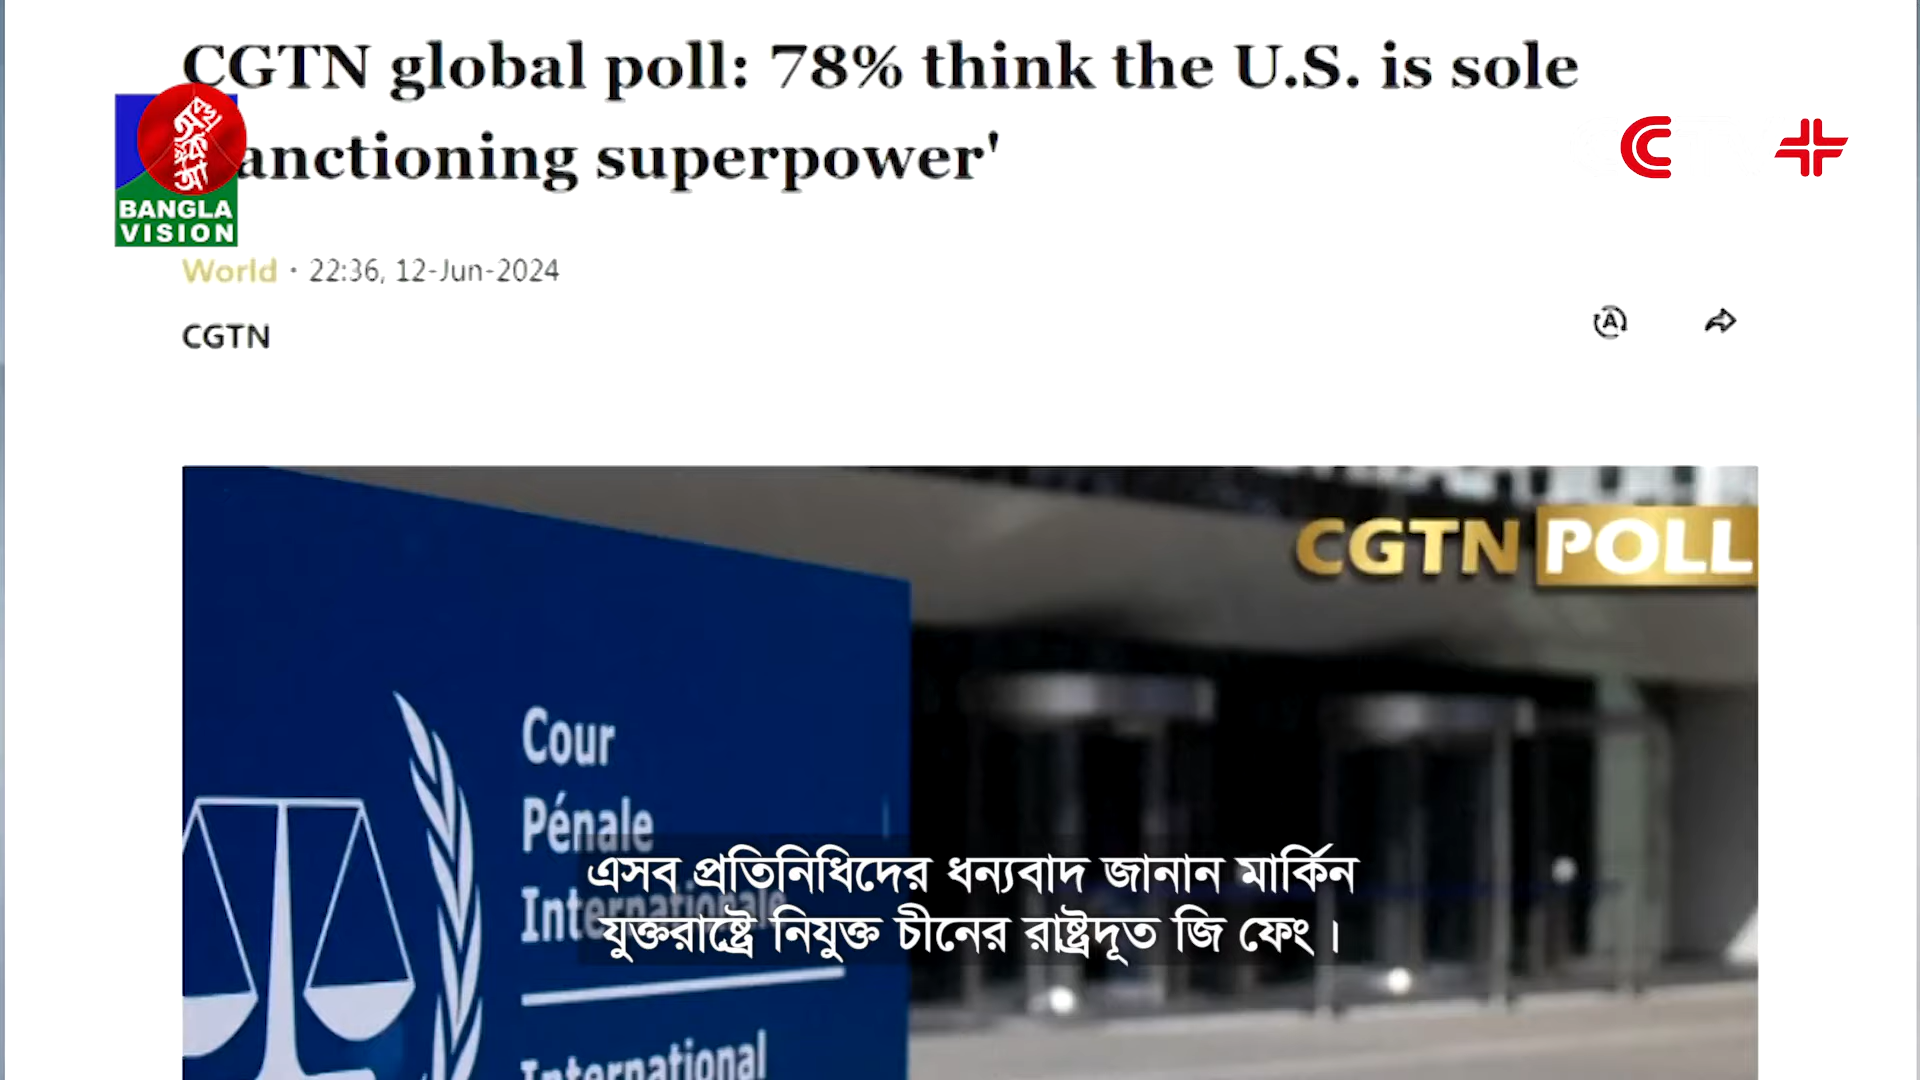 CGTN global poll: 78% think the U.S. is sole
anctioning superpower'
BANGLA
VISION
World · 22:36, 12-Jun-2024
CGTN
CGTN POLL
Cour
Pénale
Internationale
International
এসব প্রতিনিধিদের ধন্যবাদ জানান মার্কিন
যুক্তরাষ্ট্রে নিযুক্ত চীনের রাষ্ট্রদূত জি ফেং।